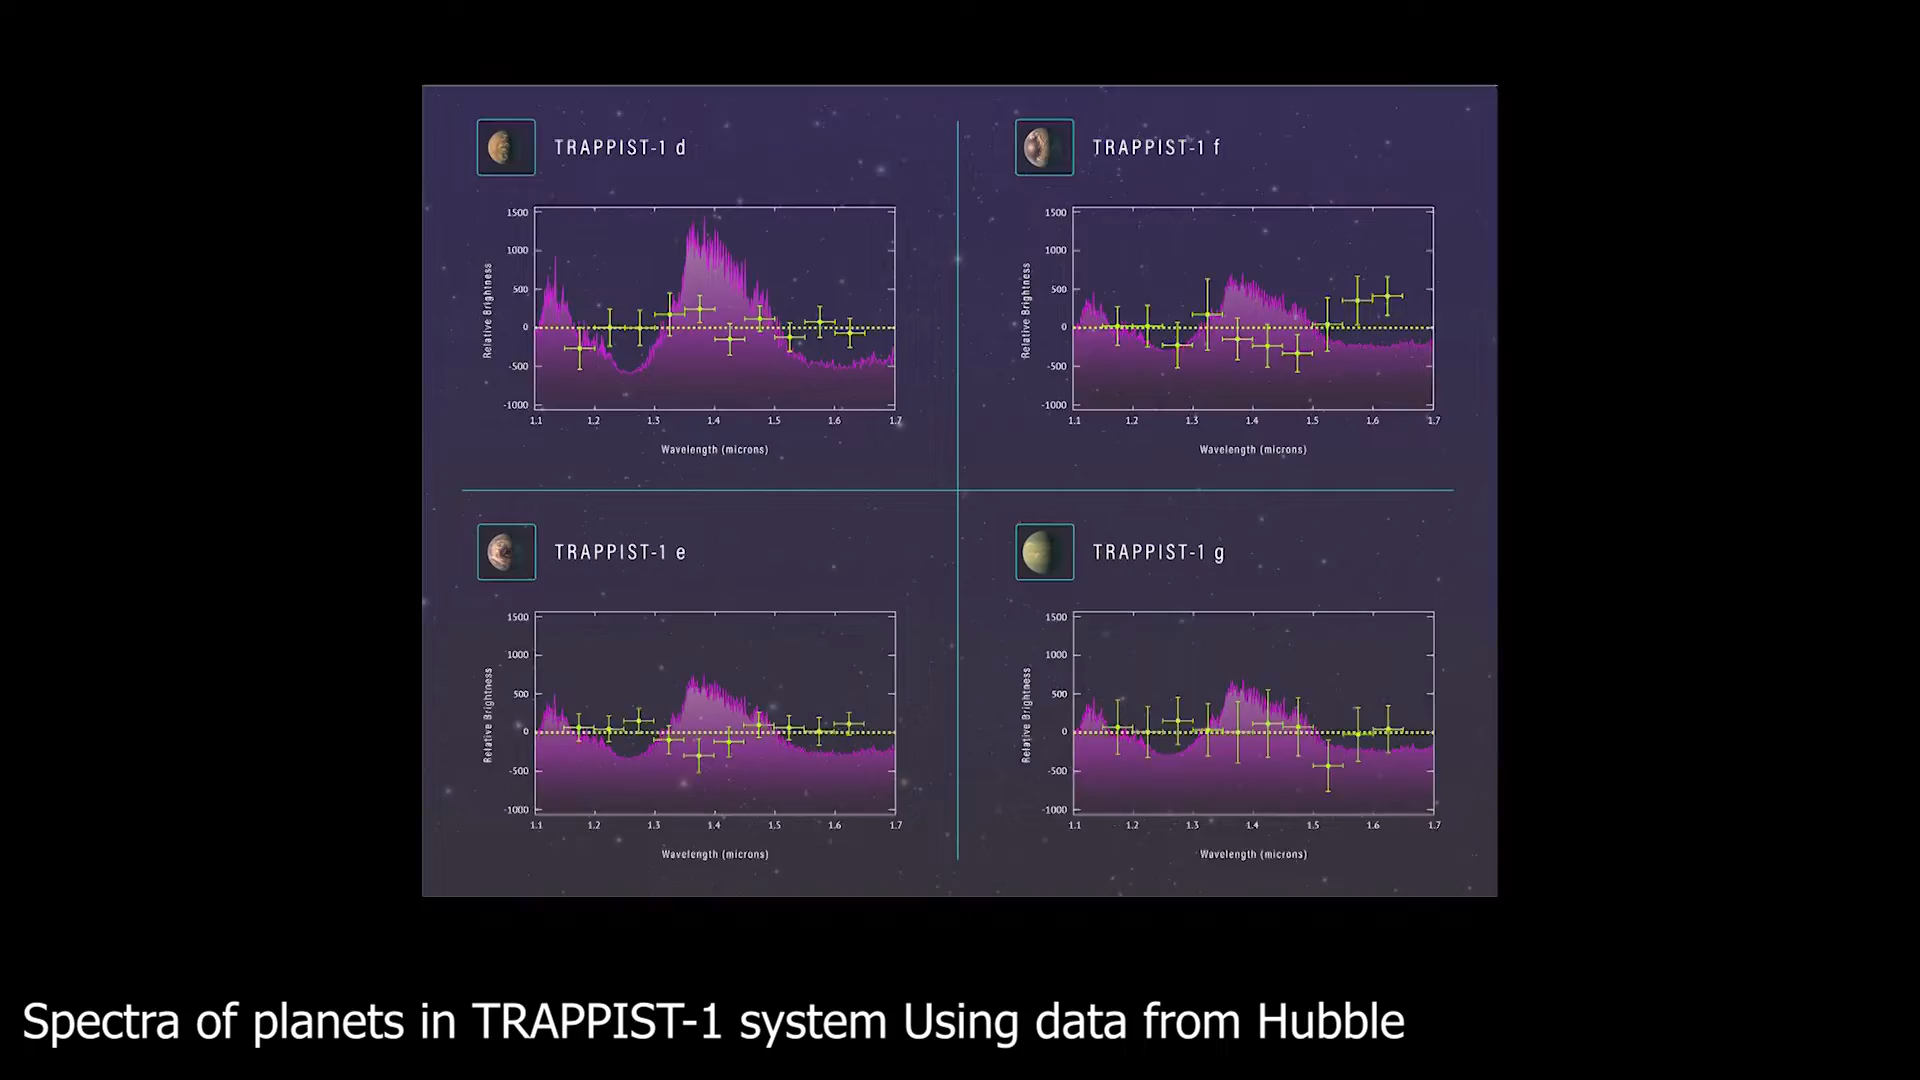 TRAPPIST-1 d
1500
1000
500
0
-500
-1000
Relative Brightness
1.1 1.2 1.3 1.4 1.5 1.6 1.7
Wavelength (microns)
TRAPPIST-1 f
1500
1000
500
0
-500
-1000
Relative Brightness
1.1 1.2 1.3 1.4 1.5 1.6 1.7
Wavelength (microns)
TRAPPIST-1 e
1500
1000
500
0
-500
-1000
Relative Brightness
1.1 1.2 1.3 1.4 1.5 1.6 1.7
Wavelength (microns)
TRAPPIST-1 g
1500
1000
500
0
-500
-1000
Relative Brightness
1.1 1.2 1.3 1.4 1.5 1.6 1.7
Wavelength (microns)
Spectra of planets in TRAPPIST-1 system Using data from Hubble